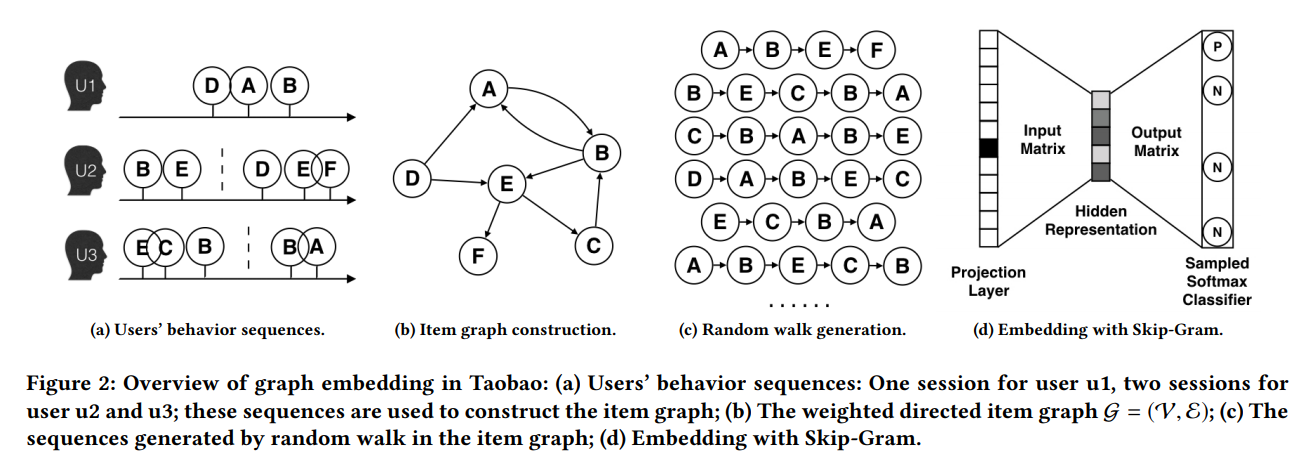 U1 D A B
U2 B E D E F
U3 E C B B A
(a) Users' behavior sequences.
A
B
D
E
F
C
(b) Item graph construction.
A B E F
B E C B A
C B A B E
D A B E C
E C B A
A B E C B
......
(c) Random walk generation.
Input
Matrix
Output
Matrix
Hidden
Representation
Projection
Layer
P
N
N
N
Sampled
Softmax
Classifier
(d) Embedding with Skip-Gram.
Figure 2: Overview of graph embedding in Taobao: (a) Users' behavior sequences: One session for user u1, two sessions for
user u2 and u3; these sequences are used to construct the item graph; (b) The weighted directed item graph 𝒢 = (𝒱, ℰ); (c) The
sequences generated by random walk in the item graph; (d) Embedding with Skip-Gram.